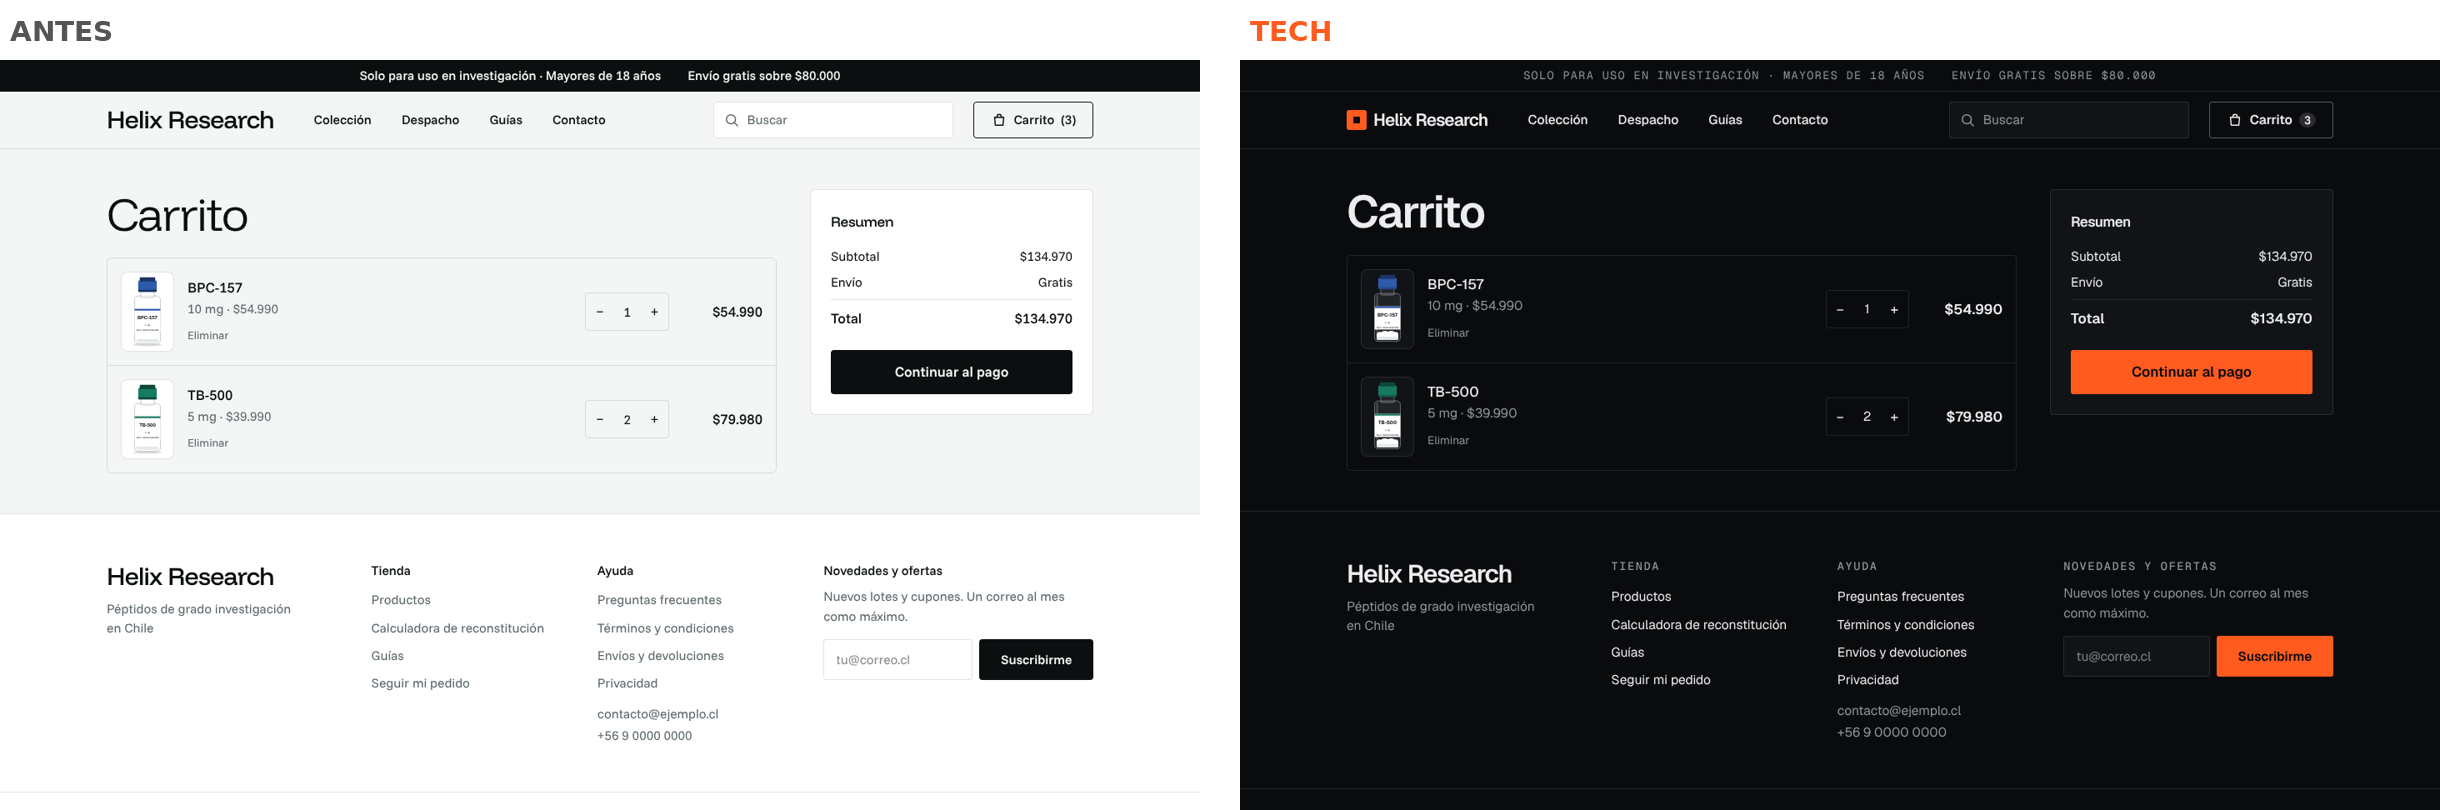 ANTES
Solo para uso en investigación · Mayores de 18 años Envío gratis sobre $80.000
Helix Research Colección Despacho Guías Contacto Buscar Carrito (3)
Carrito
BPC-157
10 mg · $54.990
Eliminar
− 1 +
$54.990
BPC-157
TB-500
5 mg · $39.990
Eliminar
− 2 +
$79.980
TB-500
Resumen
Subtotal $134.970
Envío Gratis
Total $134.970
Continuar al pago
Helix Research
Péptidos de grado investigación
en Chile
Tienda
Productos
Calculadora de reconstitución
Guías
Seguir mi pedido
Ayuda
Preguntas frecuentes
Términos y condiciones
Envíos y devoluciones
Privacidad
contacto@ejemplo.cl
+56 9 0000 0000
Novedades y ofertas
Nuevos lotes y cupones. Un correo al mes
como máximo.
tu@correo.cl Suscribirme
TECH
SOLO PARA USO EN INVESTIGACIÓN · MAYORES DE 18 AÑOS ENVÍO GRATIS SOBRE $80.000
Helix Research Colección Despacho Guías Contacto Buscar Carrito 3
Carrito
BPC-157
10 mg · $54.990
Eliminar
− 1 +
$54.990
BPC-157
TB-500
5 mg · $39.990
Eliminar
− 2 +
$79.980
TB-500
Resumen
Subtotal $134.970
Envío Gratis
Total $134.970
Continuar al pago
Helix Research
Péptidos de grado investigación
en Chile
TIENDA
Productos
Calculadora de reconstitución
Guías
Seguir mi pedido
AYUDA
Preguntas frecuentes
Términos y condiciones
Envíos y devoluciones
Privacidad
contacto@ejemplo.cl
+56 9 0000 0000
NOVEDADES Y OFERTAS
Nuevos lotes y cupones. Un correo al mes
como máximo.
tu@correo.cl Suscribirme